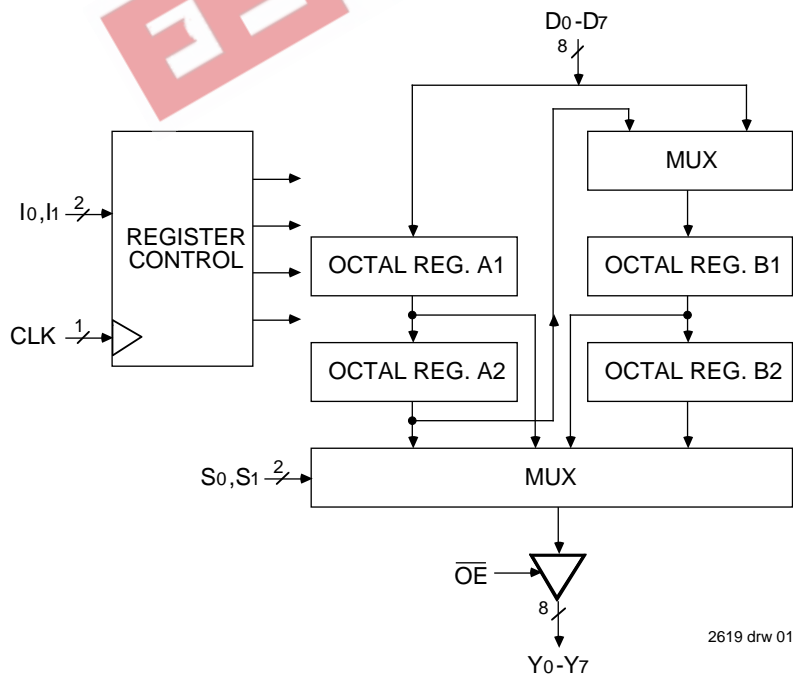 D0-D7
8
MUX
I0,I1
2
REGISTER
CONTROL
OCTAL REG. A1
OCTAL REG. B1
CLK
1
OCTAL REG. A2
OCTAL REG. B2
S0,S1
2
MUX
OE
8
2619 drw 01
Y0-Y7